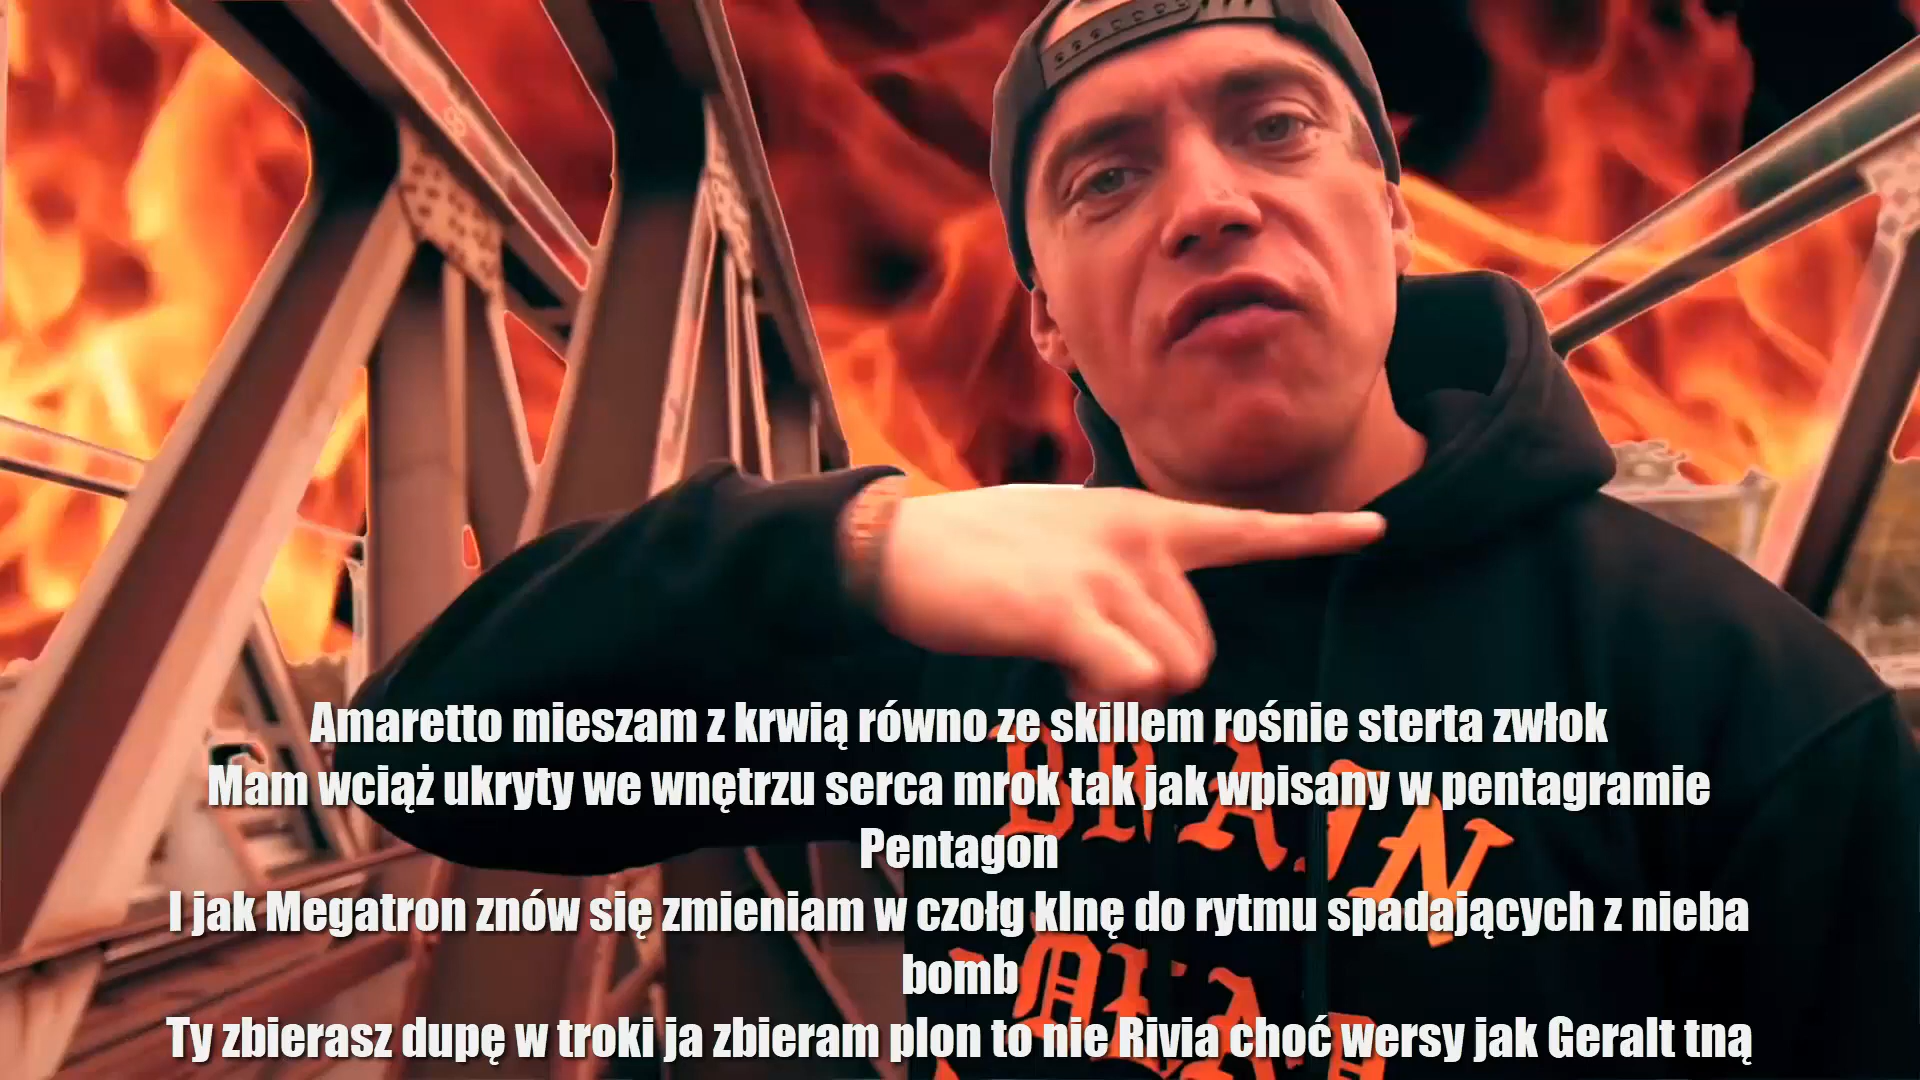 Amaretto mieszam z krwią równo ze skillem rośnie sterta zwłok
Mam wciąż ukryty we wnętrzu serca mrok tak jak wpisany w pentagramie
Pentagon
I jak Megatron znów się zmieniam w czołg klnę do rytmu spadających z nieba
bomb
Ty zbierasz dupę w troki ja zbieram plon to nie Rivia choć wersy jak Geralt tną
BRAIN
DEAD